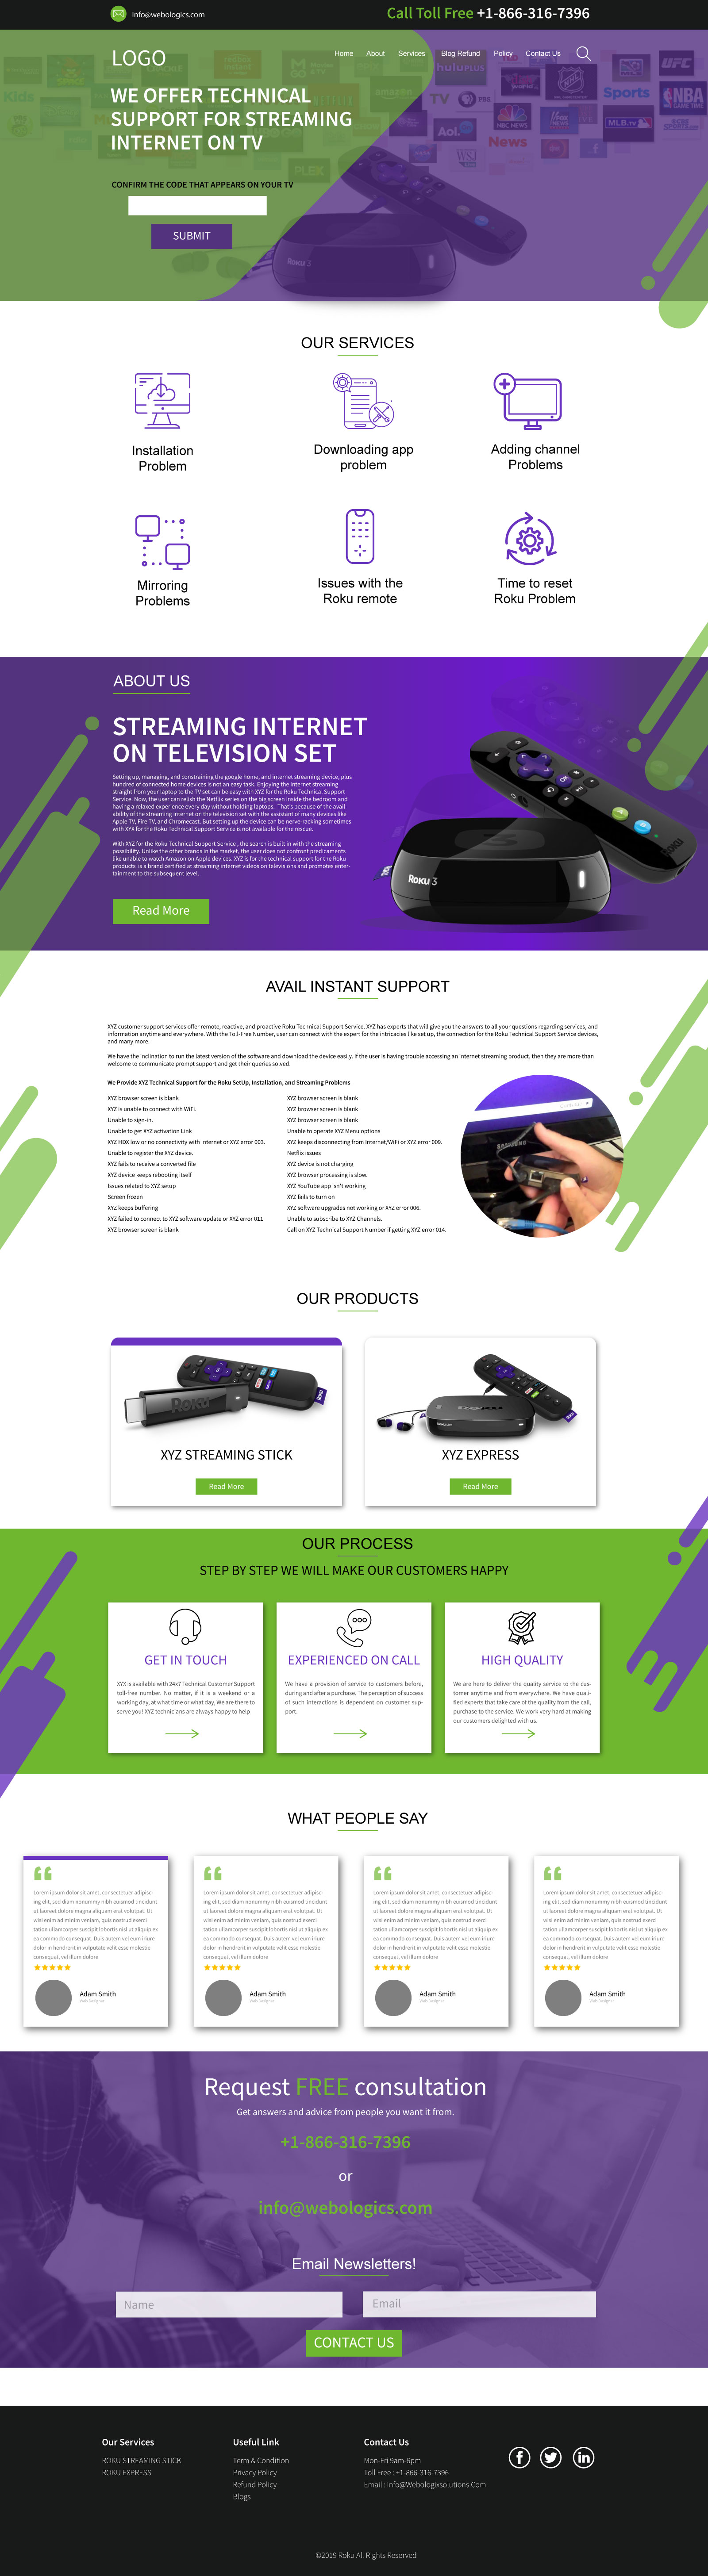 Info@webologics.com
Call Toll Free +1-866-316-7396
LOGO
Home About Services Blog Refund Policy Contact Us
WE OFFER TECHNICAL
SUPPORT FOR STREAMING
INTERNET ON TV
CONFIRM THE CODE THAT APPEARS ON YOUR TV
SUBMIT
Kids
huluPLUS
amazon
TV
PBS
NHL
Sports
UFC
NBA
Aol.
NBC NEWS
News
MLB.tv
WSJ
PLEX
Roku 3
OUR SERVICES
Installation
Problem
Downloading app
problem
Adding channel
Problems
Mirroring
Problems
Issues with the
Roku remote
Time to reset
Roku Problem
ABOUT US
STREAMING INTERNET
ON TELEVISION SET
Setting up, managing, and constraining the google home, and internet streaming device, plus
hundred of connected home devices is not an easy task. Enjoying the internet streaming
straight from your laptop to the TV set can be easy with XYZ for the Roku Technical Support
Service. Now, the user can relish the Netflix series on the big screen inside the bedroom and
having a relaxed experience every day without holding laptops. That's because of the avail-
ability of the streaming internet on the television set with the assistant of many devices like
Apple TV, Fire TV, and Chromecast. But setting up the device can be nerve-racking sometimes
with XYX for the Roku Technical Support Service is not available for the rescue.
With XYZ for the Roku Technical Support Service , the search is built in with the streaming
possibility. Unlike the other brands in the market, the user does not confront predicaments
like unable to watch Amazon on Apple devices. XYZ is for the technical support for the Roku
products is a brand certified at streaming internet videos on televisions and promotes enter-
tainment to the subsequent level.
Read More
Roku 3
ROKU
AVAIL INSTANT SUPPORT
XYZ customer support services offer remote, reactive, and proactive Roku Technical Support Service. XYZ has experts that will give you the answers to all your questions regarding services, and
information anytime and everywhere. With the Toll-Free Number, user can connect with the expert for the intricacies like set up, the connection for the Roku Technical Support Service devices,
and many more.
We have the inclination to run the latest version of the software and download the device easily. If the user is having trouble accessing an internet streaming product, then they are more than
welcome to communicate prompt support and get their queries solved.
We Provide XYZ Technical Support for the Roku SetUp, Installation, and Streaming Problems-
XYZ browser screen is blank
XYZ is unable to connect with WiFi.
Unable to sign-in.
Unable to get XYZ activation Link
XYZ HDX low or no connectivity with internet or XYZ error 003.
Unable to register the XYZ device.
XYZ fails to receive a converted file
XYZ device keeps rebooting itself
Issues related to XYZ setup
Screen frozen
XYZ keeps buffering
XYZ failed to connect to XYZ software update or XYZ error 011
XYZ browser screen is blank
XYZ browser screen is blank
XYZ browser screen is blank
XYZ browser screen is blank
Unable to operate XYZ Menu options
XYZ keeps disconnecting from Internet/WiFi or XYZ error 009.
Netflix issues
XYZ device is not charging
XYZ browser processing is slow.
XYZ YouTube app isn't working
XYZ fails to turn on
XYZ software upgrades not working or XYZ error 006.
Unable to subscribe to XYZ Channels.
Call on XYZ Technical Support Number if getting XYZ error 014.
SAMSUNG
OUR PRODUCTS
Roku
XYZ STREAMING STICK
Read More
ROKU
XYZ EXPRESS
Read More
OUR PROCESS
STEP BY STEP WE WILL MAKE OUR CUSTOMERS HAPPY
GET IN TOUCH
XYX is available with 24x7 Technical Customer Support
toll-free number. No matter, if it is a weekend or a
working day, at what time or what day, We are there to
serve you! XYZ technicians are always happy to help
EXPERIENCED ON CALL
We have a provision of service to customers before,
during and after a purchase. The perception of success
of such interactions is dependent on customer sup-
port.
HIGH QUALITY
We are here to deliver the quality service to the cus-
tomer anytime and from everywhere. We have quali-
fied experts that take care of the quality from the call,
purchase to the service. We work very hard at making
our customers delighted with us.
WHAT PEOPLE SAY
Lorem ipsum dolor sit amet, consectetuer adipisc-
ing elit, sed diam nonummy nibh euismod tincidunt
ut laoreet dolore magna aliquam erat volutpat. Ut
wisi enim ad minim veniam, quis nostrud exerci
tation ullamcorper suscipit lobortis nisl ut aliquip ex
ea commodo consequat. Duis autem vel eum iriure
dolor in hendrerit in vulputate velit esse molestie
consequat, vel illum dolore
Adam Smith
Web Designer
Lorem ipsum dolor sit amet, consectetuer adipisc-
ing elit, sed diam nonummy nibh euismod tincidunt
ut laoreet dolore magna aliquam erat volutpat. Ut
wisi enim ad minim veniam, quis nostrud exerci
tation ullamcorper suscipit lobortis nisl ut aliquip ex
ea commodo consequat. Duis autem vel eum iriure
dolor in hendrerit in vulputate velit esse molestie
consequat, vel illum dolore
Adam Smith
Web Designer
Lorem ipsum dolor sit amet, consectetuer adipisc-
ing elit, sed diam nonummy nibh euismod tincidunt
ut laoreet dolore magna aliquam erat volutpat. Ut
wisi enim ad minim veniam, quis nostrud exerci
tation ullamcorper suscipit lobortis nisl ut aliquip ex
ea commodo consequat. Duis autem vel eum iriure
dolor in hendrerit in vulputate velit esse molestie
consequat, vel illum dolore
Adam Smith
Web Designer
Lorem ipsum dolor sit amet, consectetuer adipisc-
ing elit, sed diam nonummy nibh euismod tincidunt
ut laoreet dolore magna aliquam erat volutpat. Ut
wisi enim ad minim veniam, quis nostrud exerci
tation ullamcorper suscipit lobortis nisl ut aliquip ex
ea commodo consequat. Duis autem vel eum iriure
dolor in hendrerit in vulputate velit esse molestie
consequat, vel illum dolore
Adam Smith
Web Designer
Request FREE consultation
Get answers and advice from people you want it from.
+1-866-316-7396
or
info@webologics.com
Email Newsletters!
Name
Email
CONTACT US
Our Services
ROKU STREAMING STICK
ROKU EXPRESS
Useful Link
Term & Condition
Privacy Policy
Refund Policy
Blogs
Contact Us
Mon-Fri 9am-6pm
Toll Free : +1-866-316-7396
Email : Info@Webologixsolutions.Com
©2019 Roku All Rights Reserved